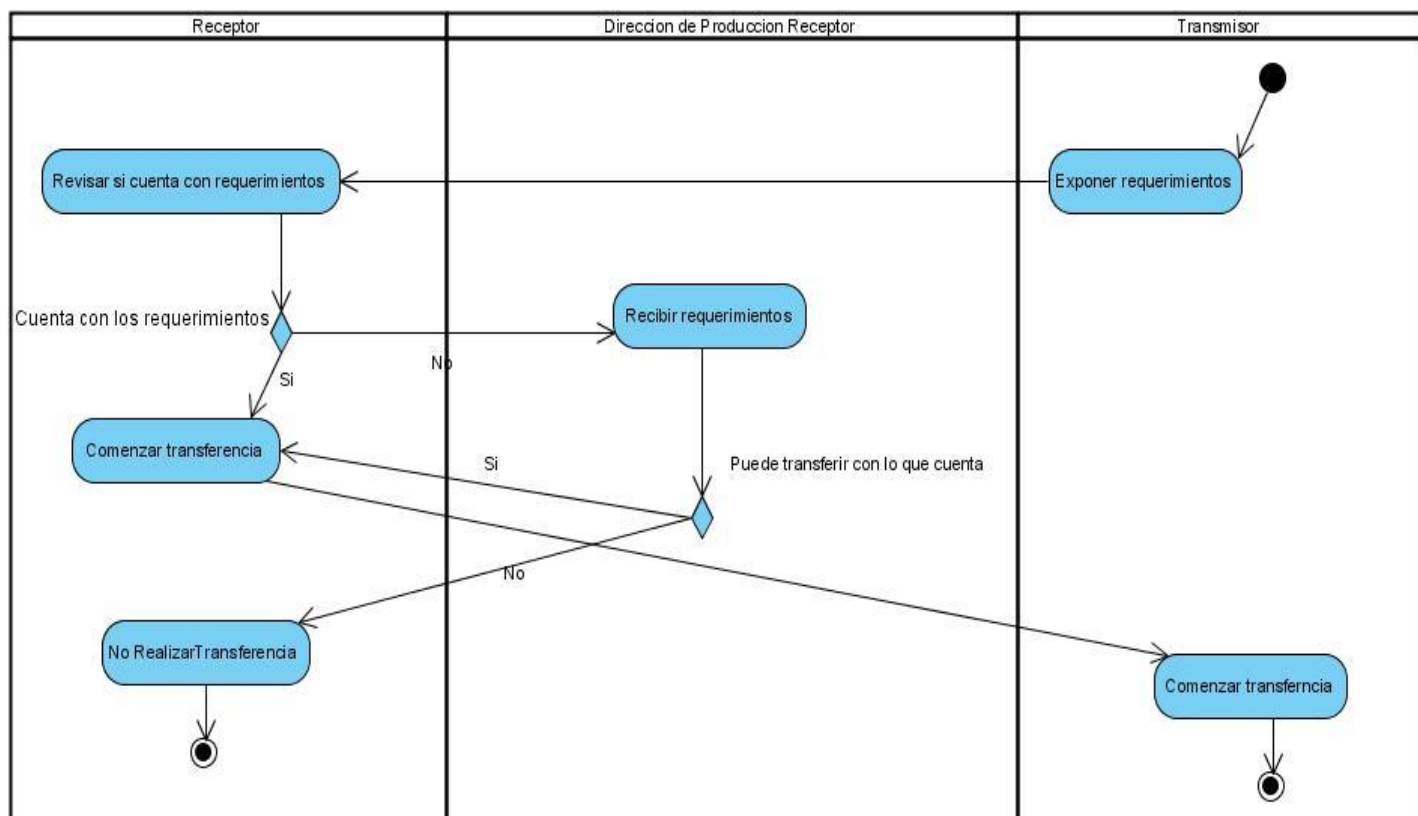 Receptor
Direccion de Produccion Receptor
Transmisor
Revisar si cuenta con requerimientos
Exponer requerimientos
Cuenta con los requerimientos
Recibir requerimientos
No
Si
Comenzar transferencia
Si
Puede transferir con lo que cuenta
No
No RealizarTransferencia
Comenzar transferncia